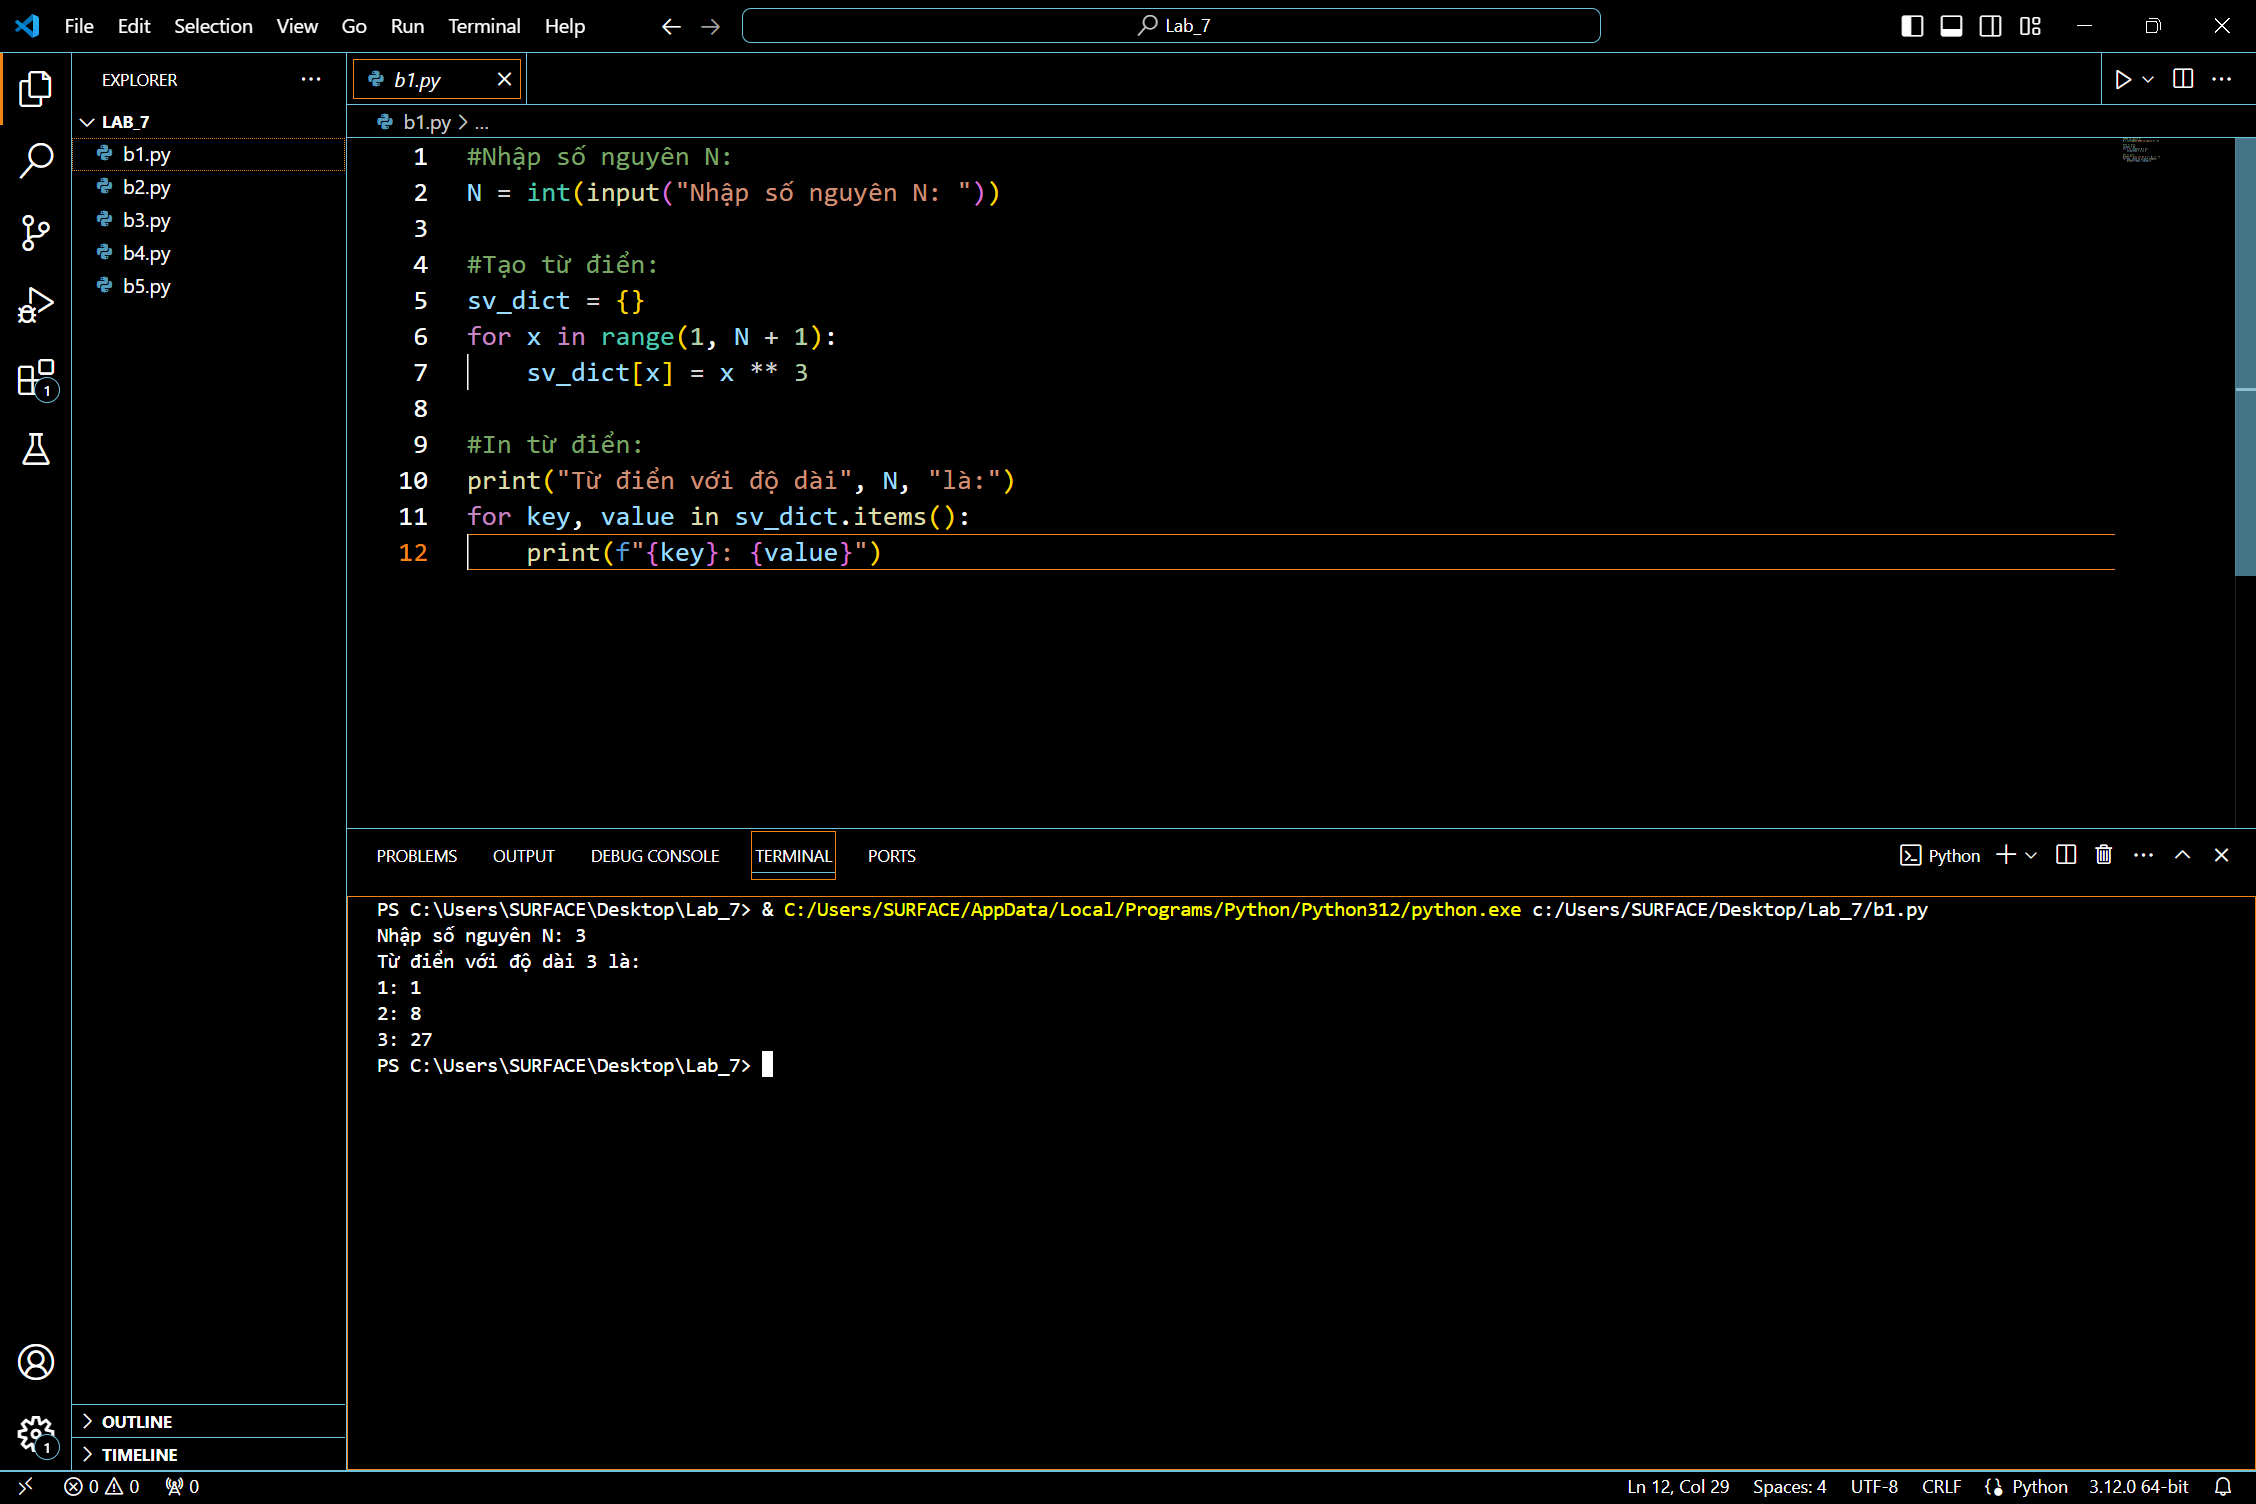 File Edit Selection View Go Run Terminal Help
Lab_7
EXPLORER
LAB_7
b1.py
b2.py
b3.py
b4.py
b5.py
OUTLINE
TIMELINE
b1.py
b1.py > ...
1 #Nhập số nguyên N:
2 N = int(input("Nhập số nguyên N: "))
3
4 #Tạo từ điển:
5 sv_dict = {}
6 for x in range(1, N + 1):
7     sv_dict[x] = x ** 3
8
9 #In từ điển:
10 print("Từ điển với độ dài", N, "là:")
11 for key, value in sv_dict.items():
12     print(f"{key}: {value}")
PROBLEMS OUTPUT DEBUG CONSOLE TERMINAL PORTS
Python
PS C:\Users\SURFACE\Desktop\Lab_7> & C:/Users/SURFACE/AppData/Local/Programs/Python/Python312/python.exe c:/Users/SURFACE/Desktop/Lab_7/b1.py
Nhập số nguyên N: 3
Từ điển với độ dài 3 là:
1: 1
2: 8
3: 27
PS C:\Users\SURFACE\Desktop\Lab_7>
1
1
0 0 0
Ln 12, Col 29 Spaces: 4 UTF-8 CRLF Python 3.12.0 64-bit